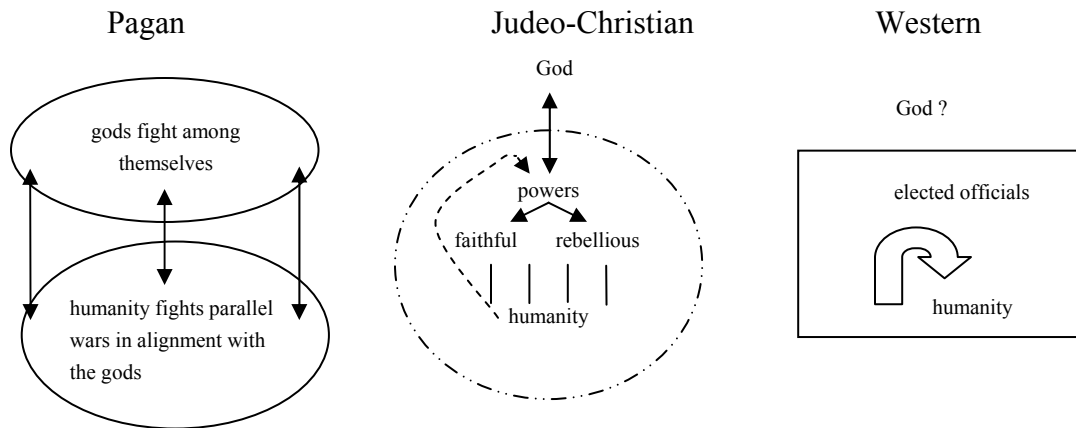 Pagan
gods fight among
themselves
humanity fights parallel
wars in alignment with
the gods
Judeo-Christian
God
powers
faithful rebellious
humanity
Western
God ?
elected officials
humanity